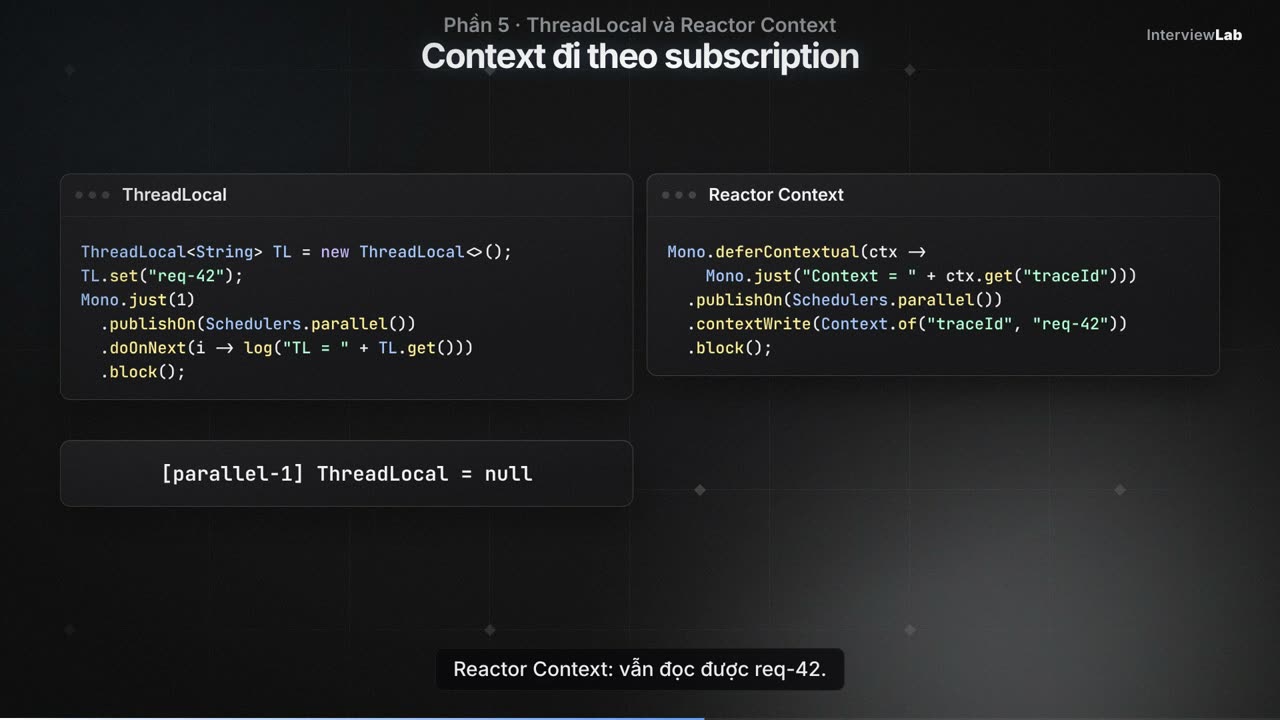 Phần 5 · ThreadLocal và Reactor Context
Context đi theo subscription
InterviewLab
ThreadLocal
ThreadLocal<String> TL = new ThreadLocal<>();
TL.set("req-42");
Mono.just(1)
  .publishOn(Schedulers.parallel())
  .doOnNext(i -> log("TL = " + TL.get()))
  .block();
[parallel-1] ThreadLocal = null
Reactor Context
Mono.deferContextual(ctx ->
    Mono.just("Context = " + ctx.get("traceId")))
  .publishOn(Schedulers.parallel())
  .contextWrite(Context.of("traceId", "req-42"))
  .block();
Reactor Context: vẫn đọc được req-42.